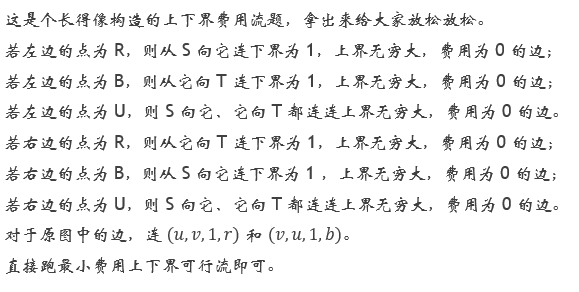 这是个长得像构造的上下界费用流题，拿出来给大家放松放松。
若左边的点为 R，则从 S 向它连下界为 1，上界无穷大，费用为 0 的边；
若左边的点为 B，则从它向 T 连下界为 1，上界无穷大，费用为 0 的边；
若左边的点为 U，则 S 向它、它向 T 都连连上界无穷大，费用为 0 的边。
若右边的点为 R，则从它向 T 连下界为 1，上界无穷大，费用为 0 的边；
若右边的点为 B，则从 S 向它连下界为 1 ，上界无穷大，费用为 0 的边；
若右边的点为 U，则 S 向它、它向 T 都连连上界无穷大，费用为 0 的边。
对于原图中的边，连 (u,v,1,r) 和 (v,u,1,b)。
直接跑最小费用上下界可行流即可。